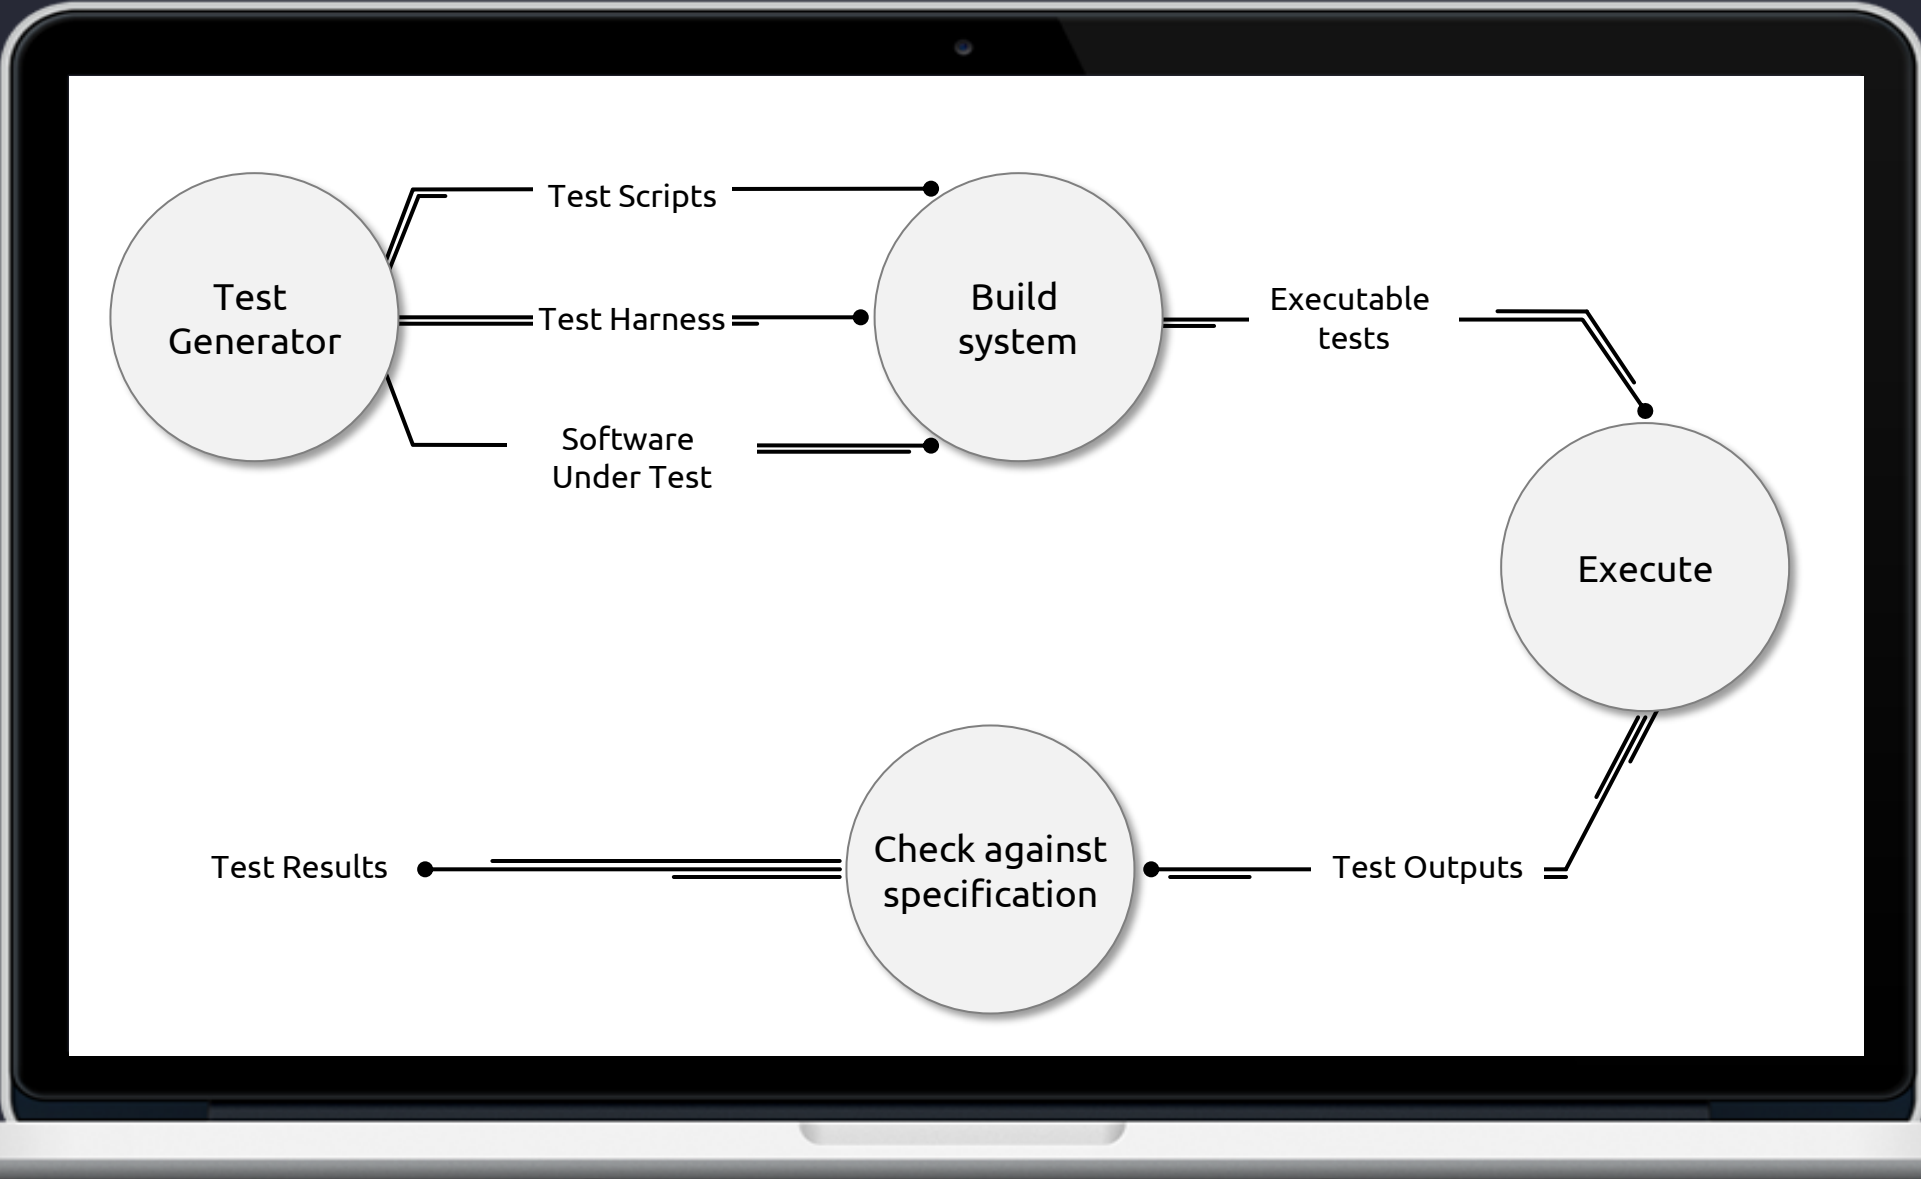 Test
Generator
Test Scripts
Test Harness
Software
Under Test
Build
system
Executable
tests
Execute
Test Outputs
Check against
specification
Test Results